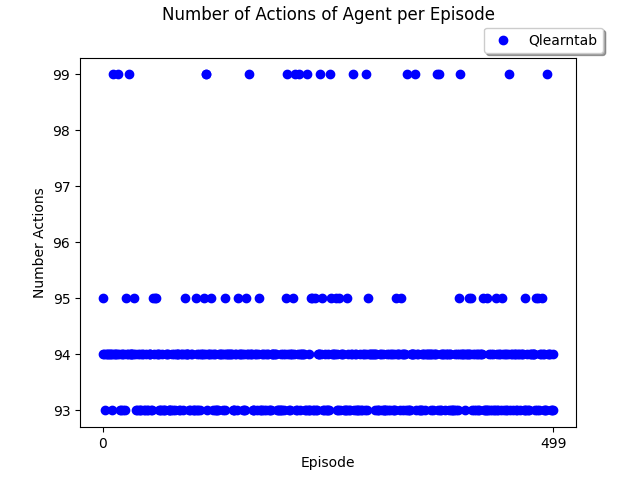 Number of Actions of Agent per Episode
Qlearntab
99
98
97
96
95
94
93
Number Actions
0
499
Episode